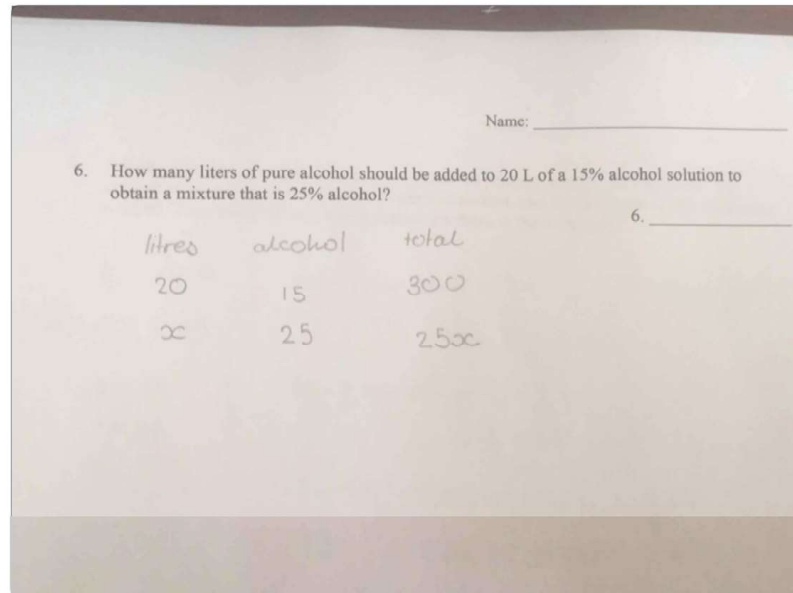 Name:
6. How many liters of pure alcohol should be added to 20 L of a 15% alcohol solution to
obtain a mixture that is 25% alcohol?
6.
litres alcohol total
20 15 300
x 25 25x